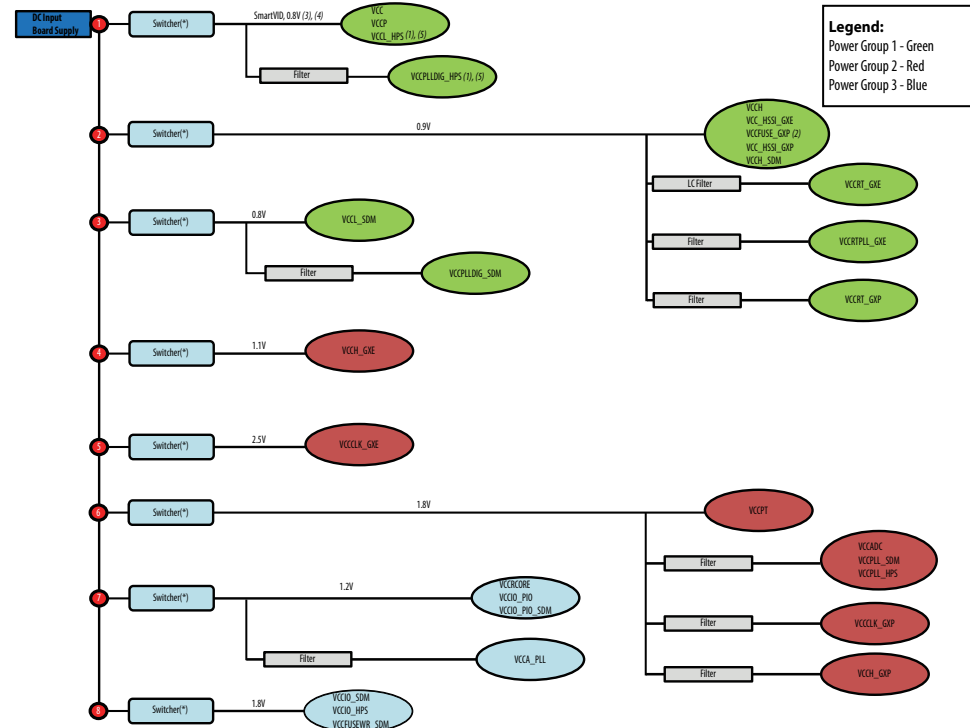 DC Input
Board Supply
1
Switcher(*)
SmartVID, 0.8V (3), (4)
VCC
VCCP
VCCL_HPS (1), (5)
Filter
VCCPLLDIG_HPS (1), (5)
Legend:
Power Group 1 - Green
Power Group 2 - Red
Power Group 3 - Blue
2
Switcher(*)
0.9V
VCCH
VCC_HSSI_GXE
VCCFUSE_GXP (2)
VCC_HSSI_GXP
VCCH_SDM
LC Filter
VCCRT_GXE
Filter
VCCRTPLL_GXE
Filter
VCCRT_GXP
3
Switcher(*)
0.8V
VCCL_SDM
Filter
VCCPLLDIG_SDM
4
Switcher(*)
1.1V
VCCH_GXE
5
Switcher(*)
2.5V
VCCCLK_GXE
6
Switcher(*)
1.8V
VCCPT
Filter
VCCADC
VCCPLL_SDM
VCCPLL_HPS
Filter
VCCCLK_GXP
Filter
VCCH_GXP
7
Switcher(*)
1.2V
VCCRCORE
VCCIO_PIO
VCCIO_PIO_SDM
Filter
VCCA_PLL
8
Switcher(*)
1.8V
VCCIO_SDM
VCCIO_HPS
VCCFUSEWR_SDM